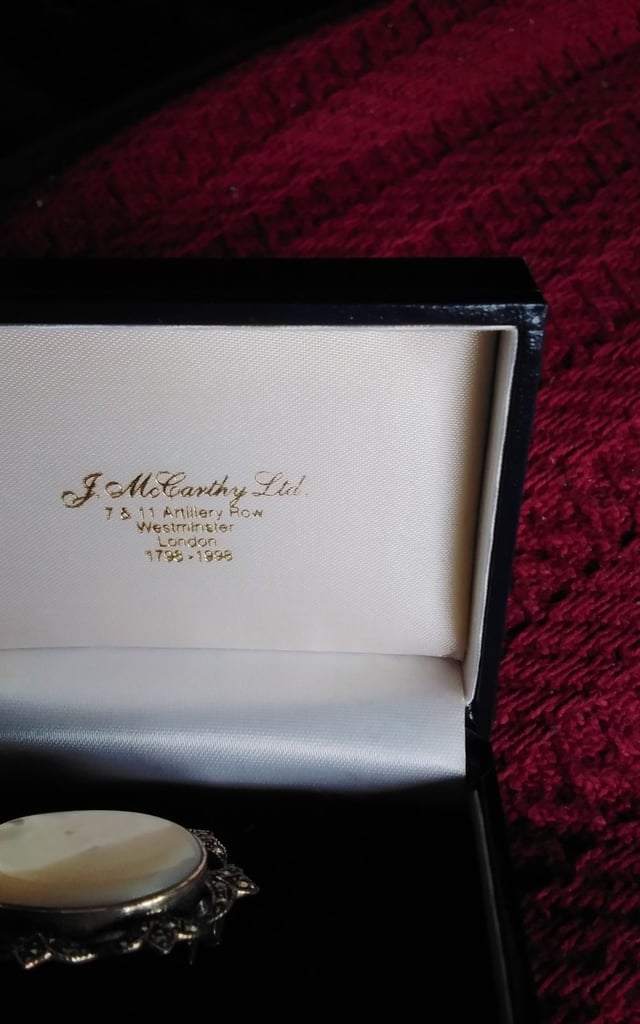 J. McCarthy Ltd.
7 & 11 Artillery Row
Westminster
London
1798-1998